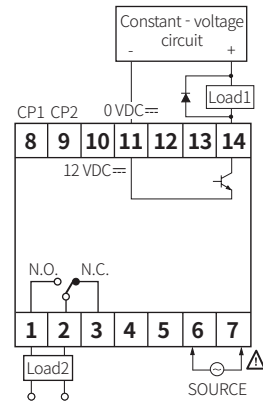 Constant - voltage
circuit
- +
Load1
CP1 CP2 0 VDC⎓
8 9 10 11 12 13 14
12 VDC⎓
N.O. N.C.
1 2 3 4 5 6 7
Load2
SOURCE